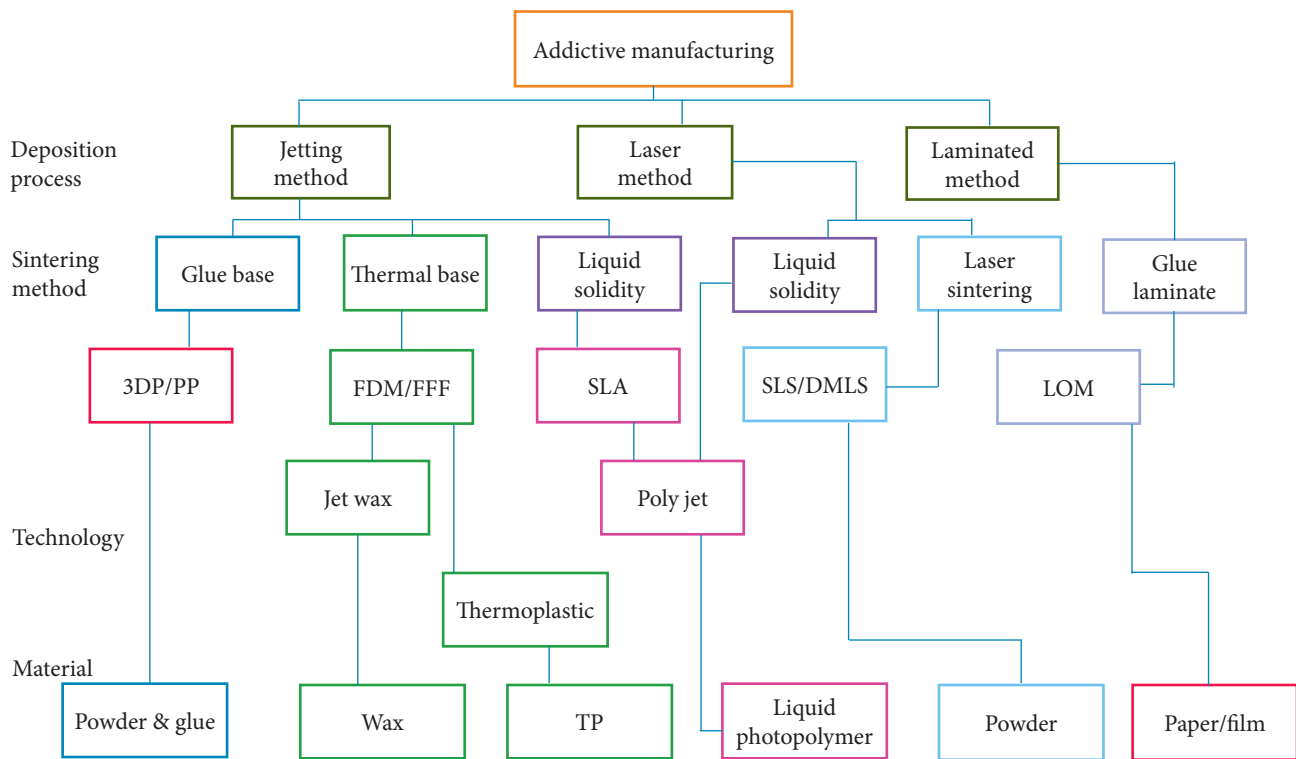 Addictive manufacturing
Deposition
process
Jetting
method
Laser
method
Laminated
method
Sintering
method
Glue base
Thermal base
Liquid
solidity
Liquid
solidity
Laser
sintering
Glue
laminate
3DP/PP
FDM/FFF
SLA
SLS/DMLS
LOM
Jet wax
Poly jet
Technology
Thermoplastic
Material
Powder & glue
Wax
TP
Liquid
photopolymer
Powder
Paper/film